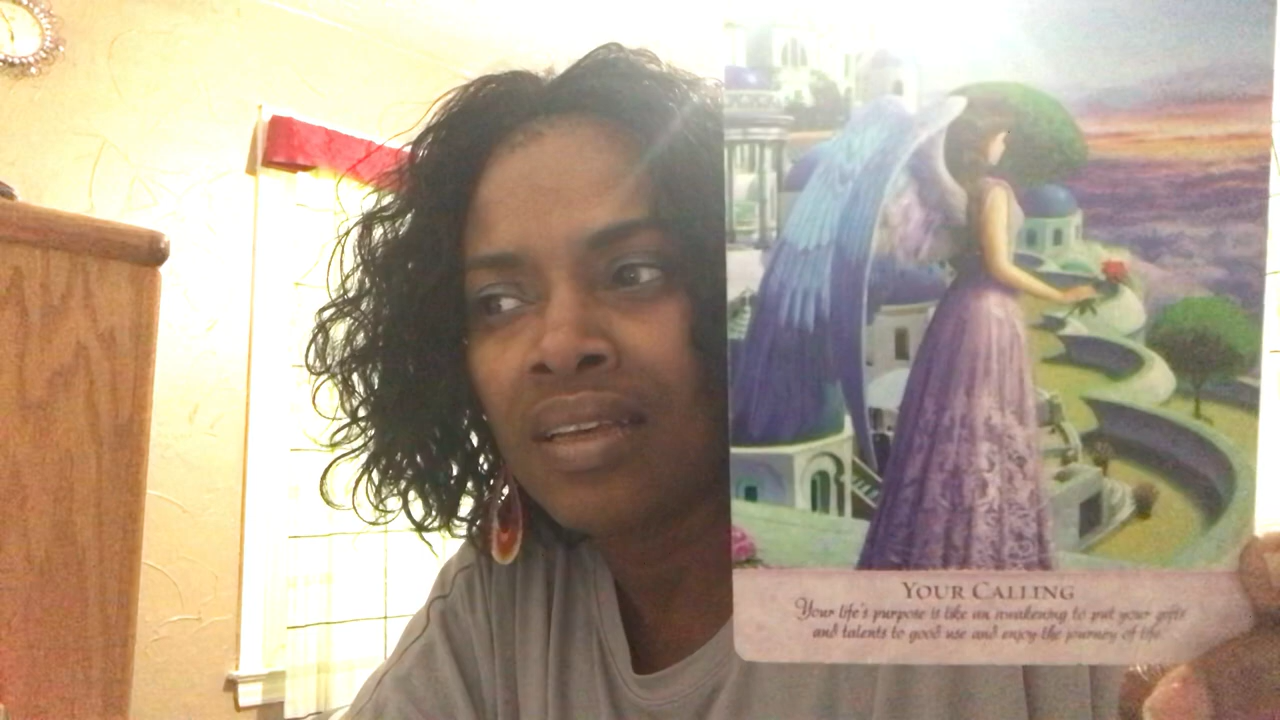 YOUR CALLING
Your life's purpose is like an awakening to put your gifts
and talents to good use and enjoy the journey of life.